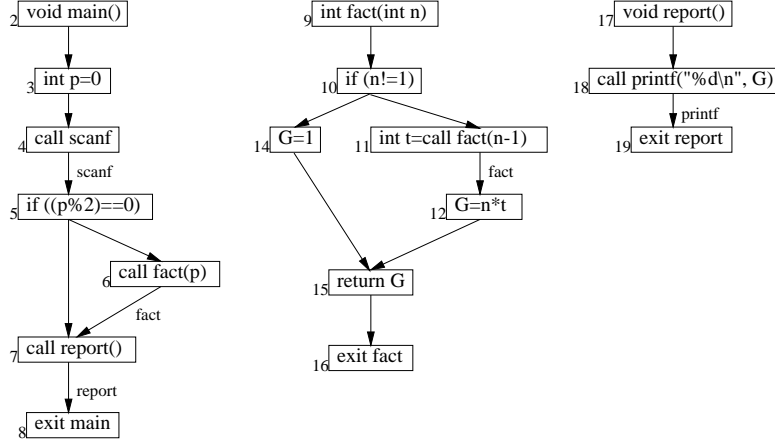 2 void main()
3 int p=0
4 call scanf
scanf
5 if ((p%2)==0)
6 call fact(p)
fact
7 call report()
report
8 exit main
9 int fact(int n)
10 if (n!=1)
14 G=1
11 int t=call fact(n-1)
fact
12 G=n*t
15 return G
16 exit fact
17 void report()
18 call printf("%d\n", G)
printf
19 exit report